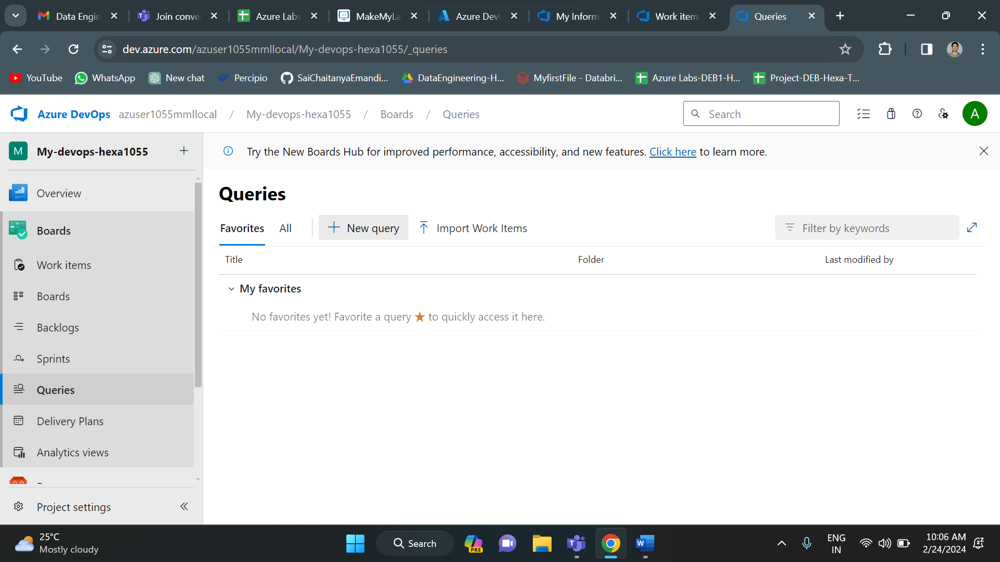 Data Engin
Join conve
Azure Labs
MakeMyLa
Azure Dev
My Inform
Work item
Queries
dev.azure.com/azuser1055mmllocal/My-devops-hexa1055/_queries
YouTube
WhatsApp
New chat
Percipio
SaiChaitanyaEmandi...
DataEngineering-H...
MyfirstFile - Databri...
Azure Labs-DEB1-H...
Project-DEB-Hexa-T...
Azure DevOps azuser1055mmllocal / My-devops-hexa1055 / Boards / Queries
Search
A
M My-devops-hexa1055
Try the New Boards Hub for improved performance, accessibility, and new features. Click here to learn more.
Overview
Boards
Work items
Boards
Backlogs
Sprints
Queries
Delivery Plans
Analytics views
Project settings
Queries
Favorites All New query Import Work Items
Filter by keywords
Title Folder Last modified by
My favorites
No favorites yet! Favorite a query ★ to quickly access it here.
25°C
Mostly cloudy
Search
PRE
ENG
IN
10:06 AM
2/24/2024